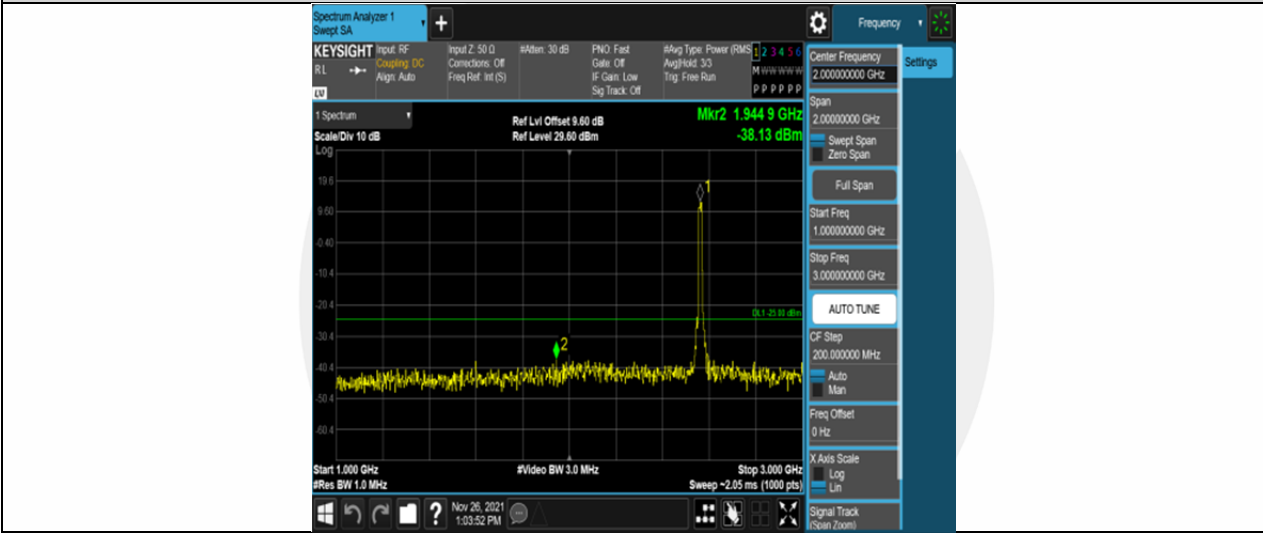 Spectrum Analyzer 1
Swept SA
+
Frequency
KEYSIGHT
RL
LV
Input: RF
Coupling: DC
Align: Auto
Input Z: 50 Ω
Corrections: Off
Freq Ref: Int (S)
#Atten: 30 dB
PNO: Fast
Gate: Off
IF Gain: Low
Sig Track: Off
#Avg Type: Power (RMS
Avg|Hold: 3/3
Trig: Free Run
1 2 3 4 5 6
M W W W W W
P P P P P P
Center Frequency
2.000000000 GHz
Settings
Span
2.00000000 GHz
Swept Span
Zero Span
Full Span
Start Freq
1.000000000 GHz
Stop Freq
3.000000000 GHz
AUTO TUNE
CF Step
200.000000 MHz
Auto
Man
Freq Offset
0 Hz
X Axis Scale
Log
Lin
Signal Track
(Span Zoom)
1 Spectrum
Scale/Div 10 dB
Log
Ref Lvl Offset 9.60 dB
Ref Level 29.60 dBm
Mkr2 1.944 9 GHz
-38.13 dBm
19.6
9.60
-0.40
-10.4
-20.4
-30.4
-40.4
-50.4
-60.4
1
2
DL1 -25.00 dBm
Start 1.000 GHz
#Res BW 1.0 MHz
#Video BW 3.0 MHz
Stop 3.000 GHz
Sweep ~2.05 ms (1000 pts)
?
Nov 26, 2021
1:03:52 PM